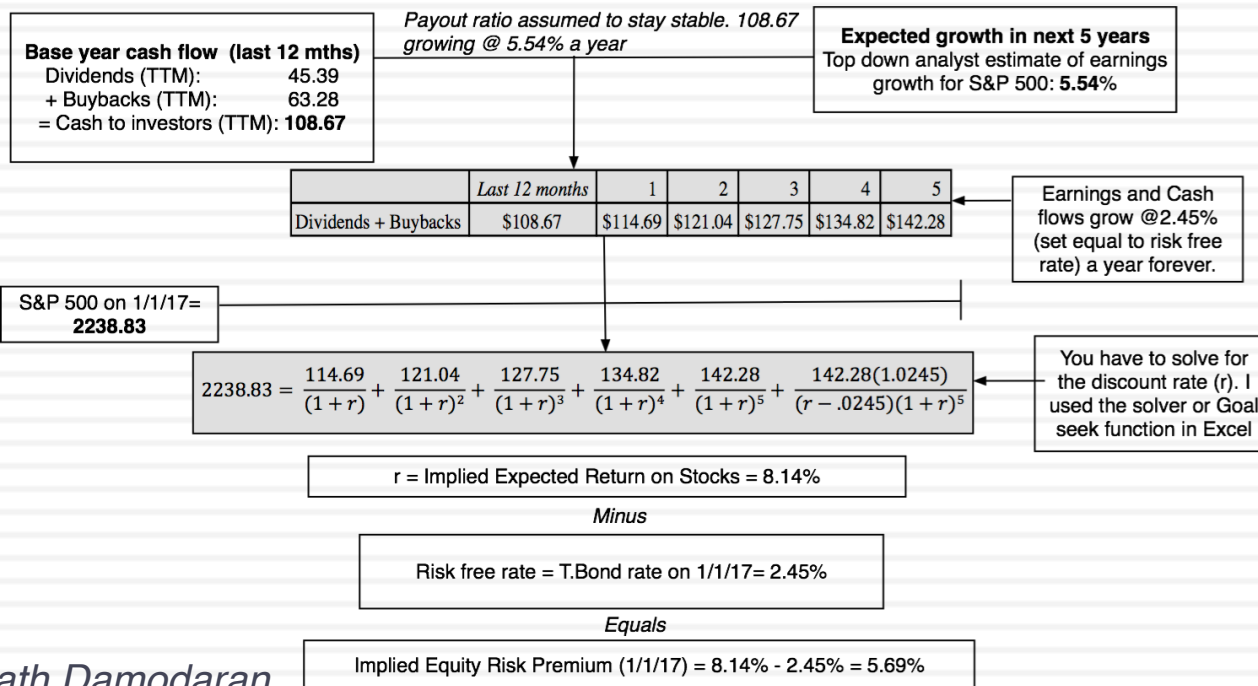 Payout ratio assumed to stay stable. 108.67
growing @ 5.54% a year
Base year cash flow (last 12 mths)
Dividends (TTM): 45.39
+ Buybacks (TTM): 63.28
= Cash to investors (TTM): 108.67
Expected growth in next 5 years
Top down analyst estimate of earnings
growth for S&P 500: 5.54%
Last 12 months 1 2 3 4 5
Dividends + Buybacks $108.67 $114.69 $121.04 $127.75 $134.82 $142.28
Earnings and Cash
flows grow @2.45%
(set equal to risk free
rate) a year forever.
S&P 500 on 1/1/17=
2238.83
2238.83 = 114.69/(1 + r) + 121.04/(1 + r)² + 127.75/(1 + r)³ + 134.82/(1 + r)⁴ + 142.28/(1 + r)⁵ + 142.28(1.0245)/(r − .0245)(1 + r)⁵
You have to solve for
the discount rate (r). I
used the solver or Goal
seek function in Excel
r = Implied Expected Return on Stocks = 8.14%
Minus
Risk free rate = T.Bond rate on 1/1/17= 2.45%
Equals
Implied Equity Risk Premium (1/1/17) = 8.14% - 2.45% = 5.69%
ath Damodaran